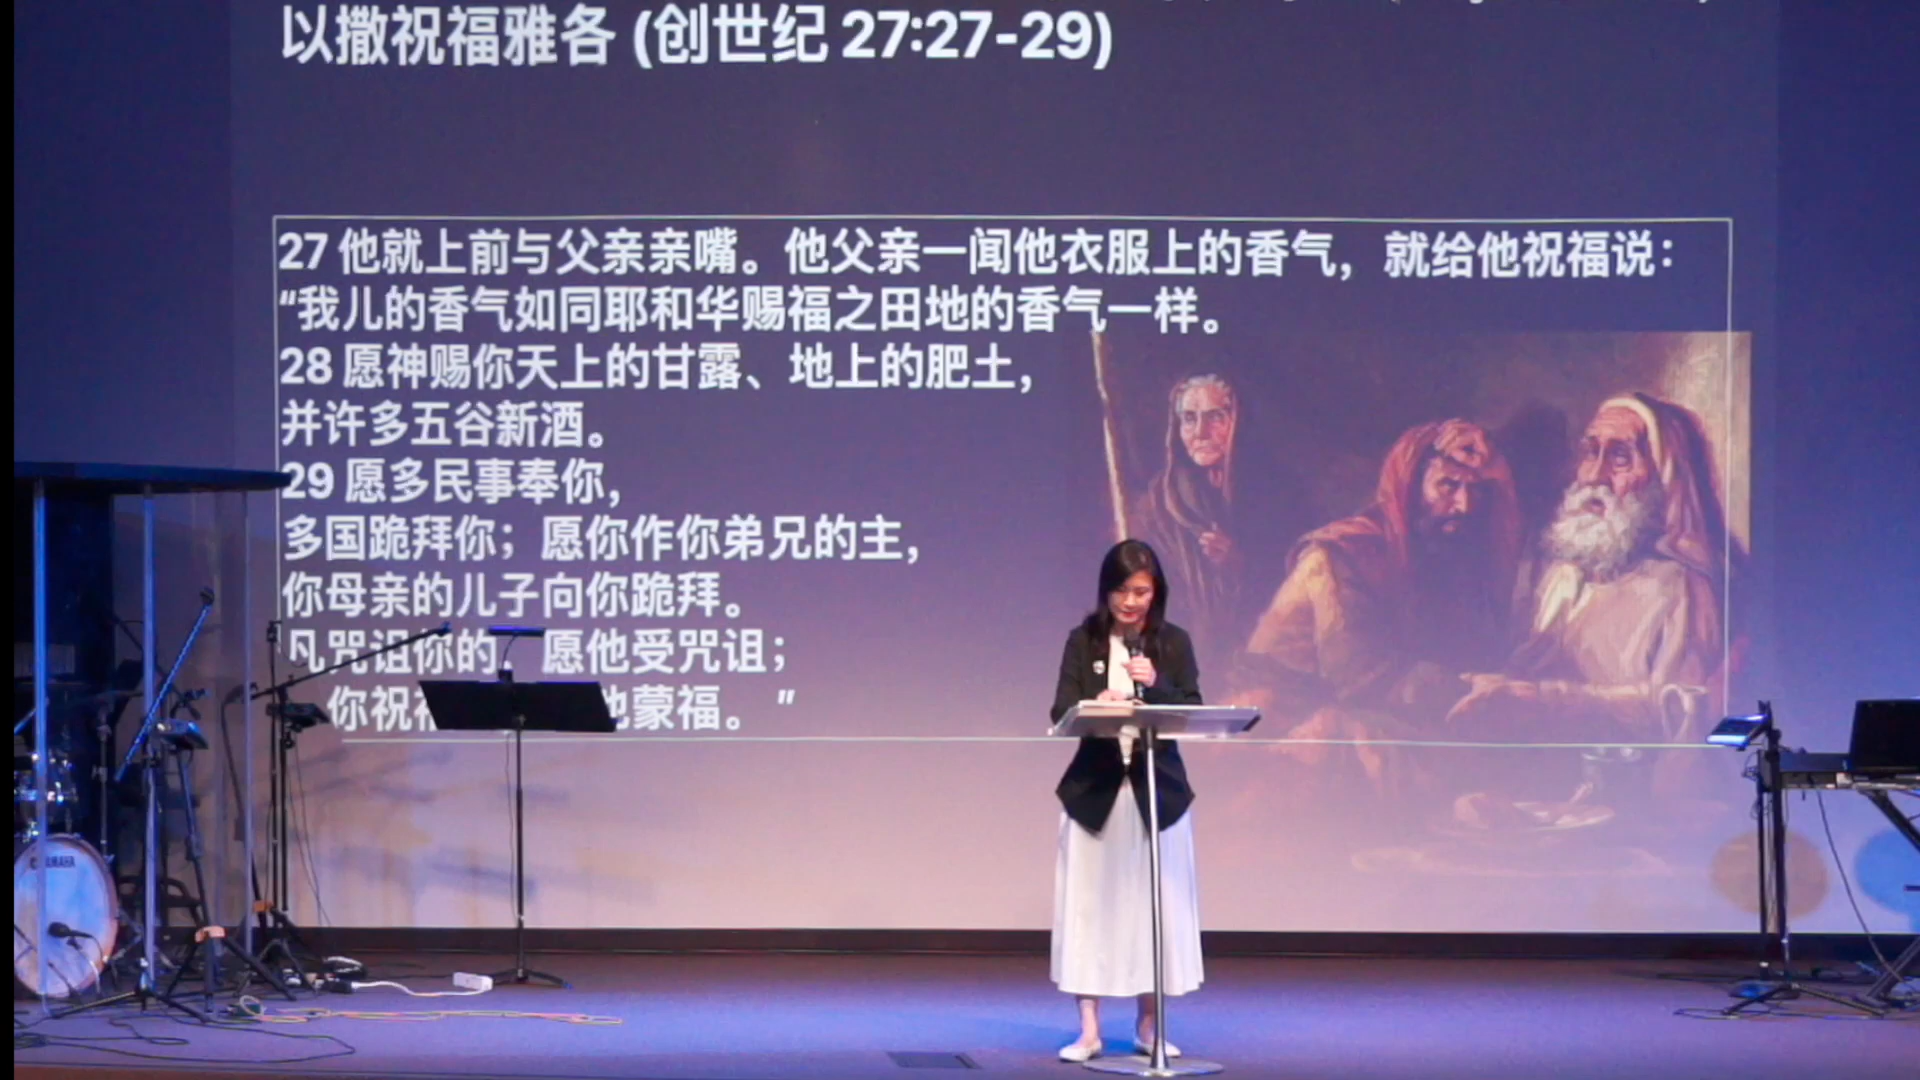 以撒祝福雅各 (创世纪 27:27-29)
27 他就上前与父亲亲嘴。他父亲一闻他衣服上的香气，就给他祝福说：
“我儿的香气如同耶和华赐福之田地的香气一样。
28 愿神赐你天上的甘露、地上的肥土，
并许多五谷新酒。
29 愿多民事奉你，
多国跪拜你；愿你作你弟兄的主，
你母亲的儿子向你跪拜。
凡咒诅你的，愿他受咒诅；
你祝福 他蒙福。”
YAMAHA